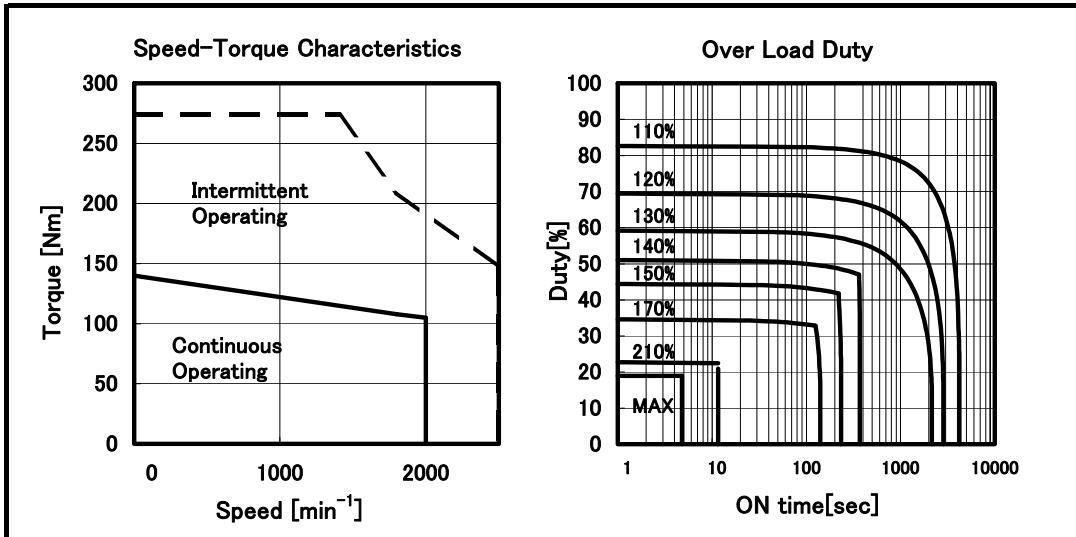 Speed-Torque Characteristics
300
250
200
150
100
50
0
Torque [Nm]
Intermittent
Operating
Continuous
Operating
0 1000 2000
Speed [min⁻¹]
Over Load Duty
100
90
80
70
60
50
40
30
20
10
0
Duty[%]
110%
120%
130%
140%
150%
170%
210%
MAX
1 10 100 1000 10000
ON time[sec]